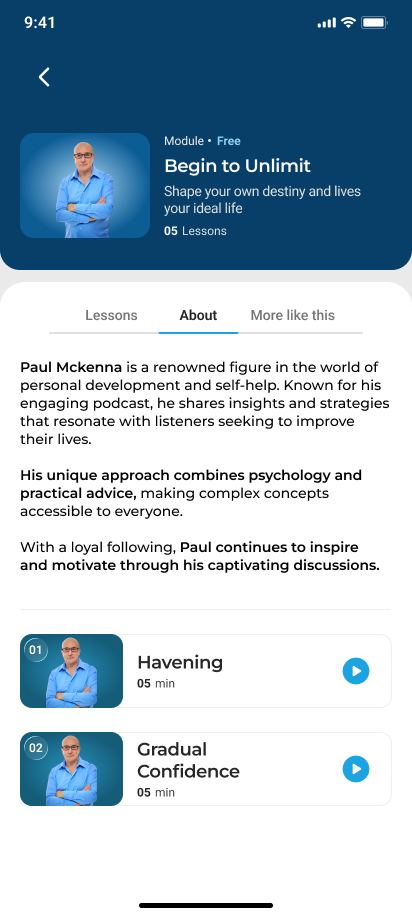 9:41
Module • Free
Begin to Unlimit
Shape your own destiny and lives
your ideal life
05 Lessons
Lessons
About
More like this
Paul Mckenna is a renowned figure in the world of
personal development and self-help. Known for his
engaging podcast, he shares insights and strategies
that resonate with listeners seeking to improve
their lives.
His unique approach combines psychology and
practical advice, making complex concepts
accessible to everyone.
With a loyal following, Paul continues to inspire
and motivate through his captivating discussions.
01
Havening
05 min
02
Gradual
Confidence
05 min